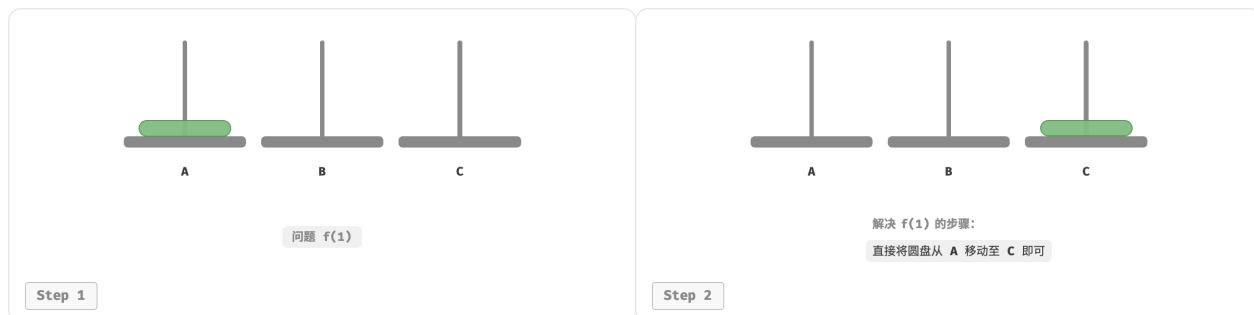 A B C
问题 f(1)
Step 1
A B C
解决 f(1) 的步骤：
直接将圆盘从 A 移动至 C 即可
Step 2